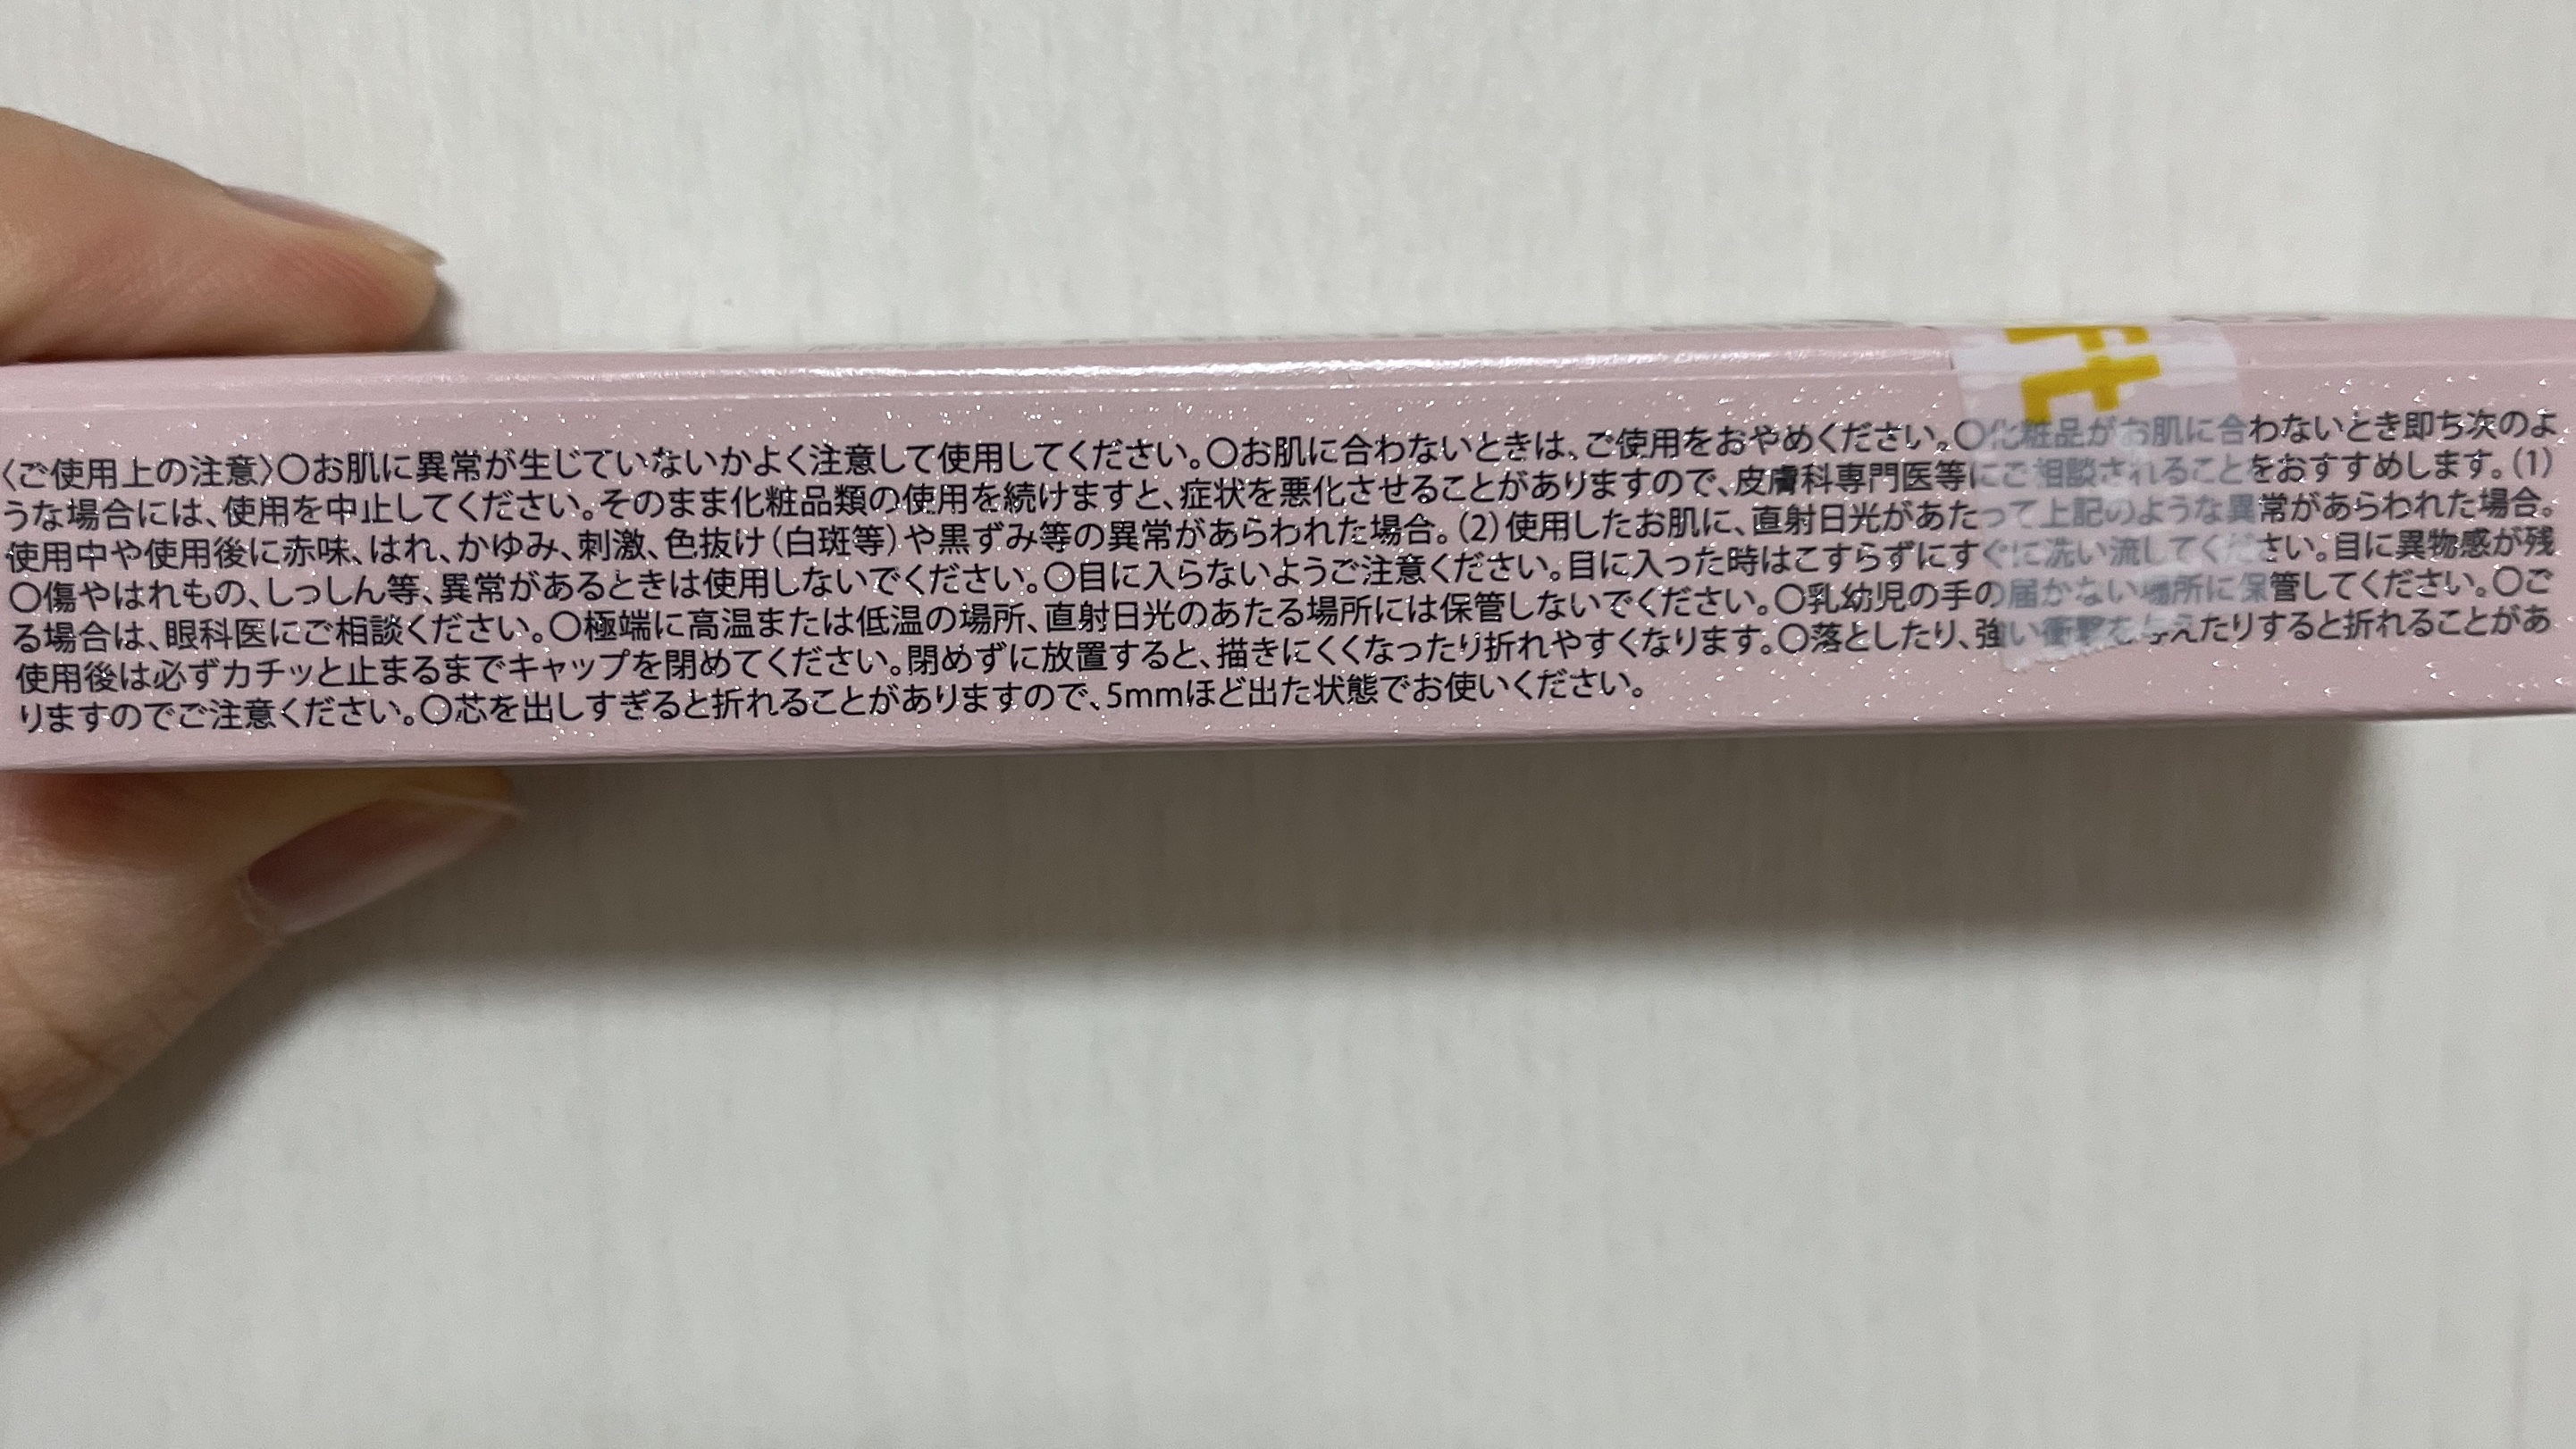 〈ご使用上の注意〉〇お肌に異常が生じていないかよく注意して使用してください。〇お肌に合わないときは、ご使用をおやめください。〇化粧品がお肌に合わないとき即ち次のよ
うな場合には、使用を中止してください。そのまま化粧品類の使用を続けますと、症状を悪化させることがありますので、皮膚科専門医等にご相談されることをおすすめします。(1)
使用中や使用後に赤味、はれ、かゆみ、刺激、色抜け(白斑等)や黒ずみ等の異常があらわれた場合。(2)使用したお肌に、直射日光があたって上記のような異常があらわれた場合。
〇傷やはれもの、しっしん等、異常があるときは使用しないでください。〇目に入らないようご注意ください。目に入った時はこすらずにすぐに洗い流してください。目に異物感が残
る場合は、眼科医にご相談ください。〇極端に高温または低温の場所、直射日光のあたる場所には保管しないでください。〇乳幼児の手の届かない場所に保管してください。〇ご
使用後は必ずカチッと止まるまでキャップを閉めてください。閉めずに放置すると、描きにくくなったり折れやすくなります。〇落としたり、強い衝撃を与えたりすると折れることがあ
りますのでご注意ください。〇芯を出しすぎると折れることがありますので、5mmほど出た状態でお使いください。